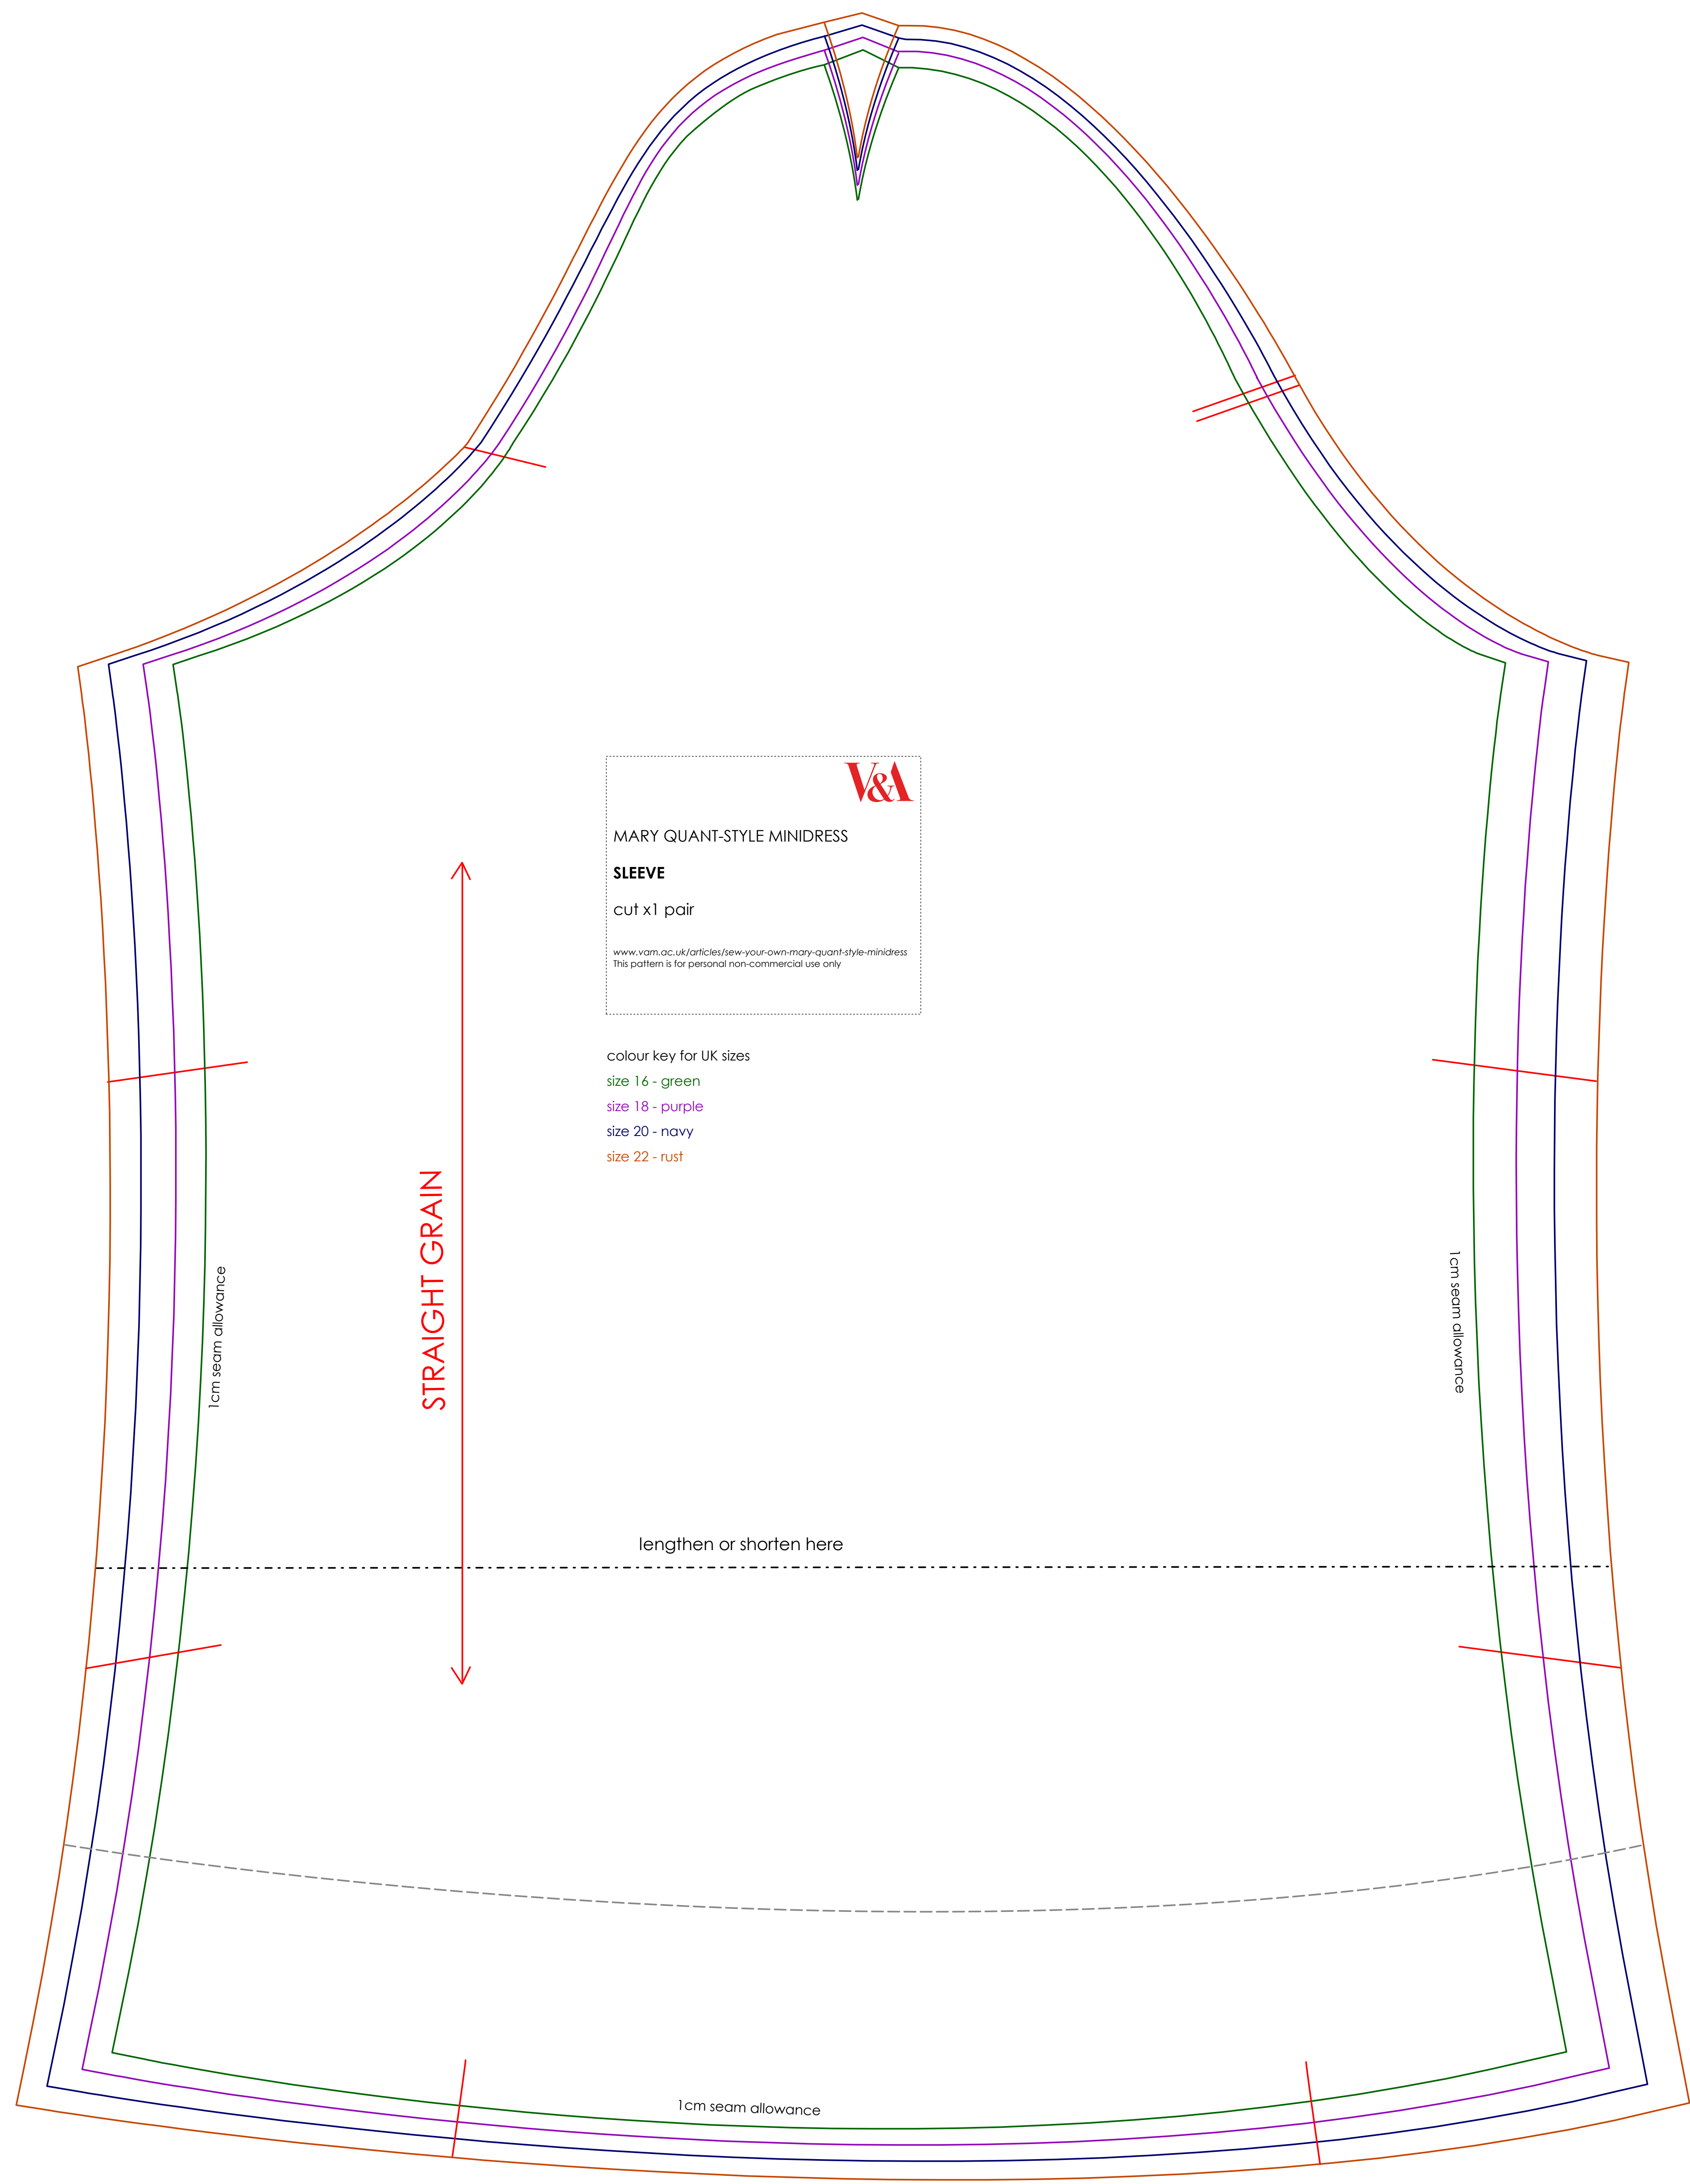 V&A
MARY QUANT-STYLE MINIDRESS
SLEEVE
cut x1 pair
www.vam.ac.uk/articles/sew-your-own-mary-quant-style-minidress
This pattern is for personal non-commercial use only
colour key for UK sizes
size 16 - green
size 18 - purple
size 20 - navy
size 22 - rust
STRAIGHT GRAIN
1cm seam allowance
1cm seam allowance
lengthen or shorten here
1cm seam allowance